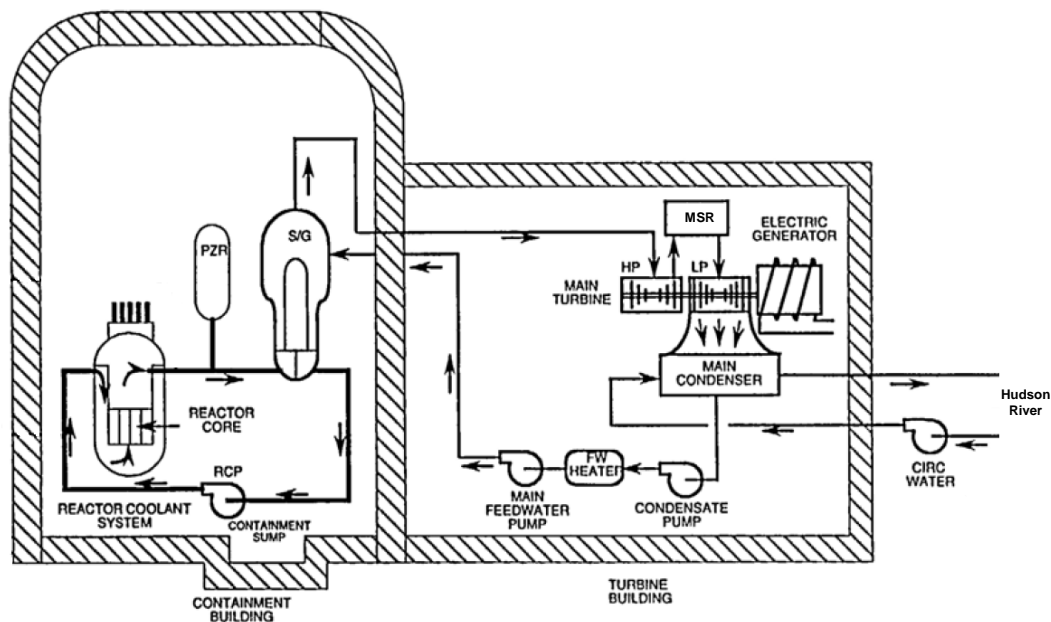 MSR
ELECTRIC
GENERATOR
S/G
PZR
HP
LP
MAIN
TURBINE
MAIN
CONDENSER
Hudson
River
REACTOR
CORE
FW
HEATER
RCP
CIRC
WATER
MAIN
FEEDWATER
PUMP
CONDENSATE
PUMP
REACTOR COOLANT
SYSTEM
CONTAINMENT
SUMP
TURBINE
BUILDING
CONTAINMENT
BUILDING